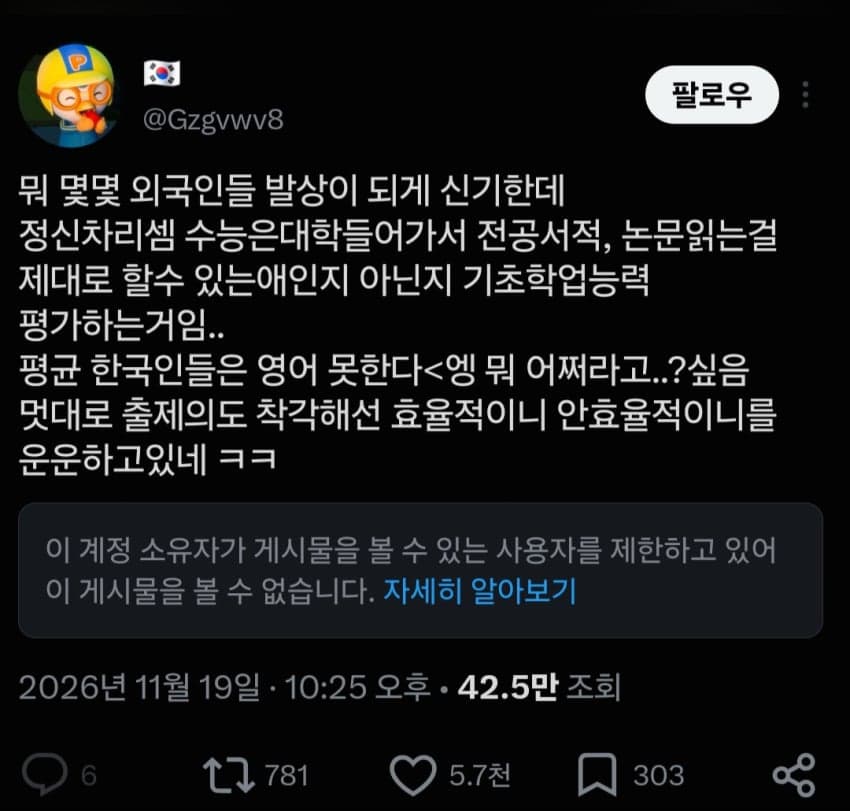 P
🇰🇷
@Gzgvwv8
팔로우
뭐 몇몇 외국인들 발상이 되게 신기한데
정신차리셈 수능은대학들어가서 전공서적, 논문읽는걸
제대로 할수 있는애인지 아닌지 기초학업능력
평가하는거임..
평균 한국인들은 영어 못한다<엥 뭐 어쩌라고..?싶음
멋대로 출제의도 착각해선 효율적이니 안효율적이니를
운운하고있네 ㅋㅋ
이 계정 소유자가 게시물을 볼 수 있는 사용자를 제한하고 있어
이 게시물을 볼 수 없습니다. 자세히 알아보기
2026년 11월 19일 · 10:25 오후 • 42.5만 조회
6 781 5.7천 303